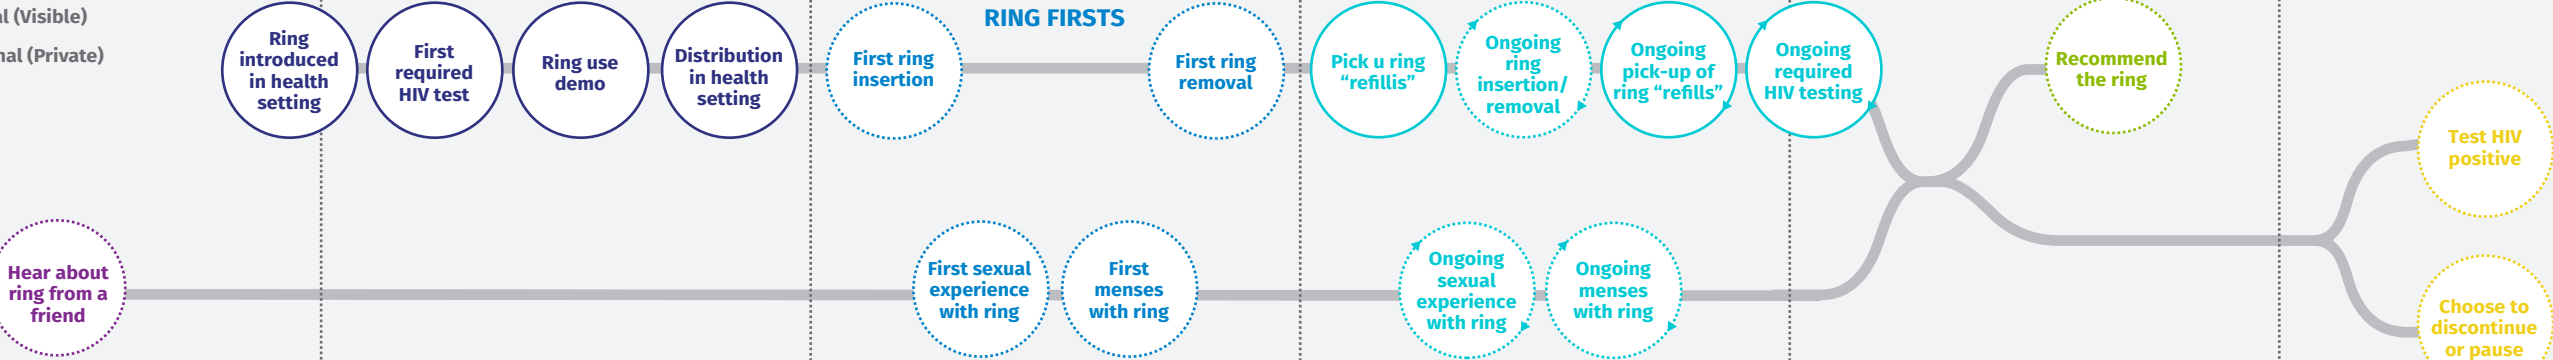 (Visible)
(Private)
RING FIRSTS
Ring
introduced
in health
setting
First
required
HIV test
Ring use
demo
Distribution
in health
setting
First ring
insertion
First ring
removal
Pick u ring
“refillis”
Ongoing
ring
insertion/
removal
Ongoing
pick-up of
ring “refills”
Ongoing
required
HIV testing
Recommend
the ring
Test HIV
positive
Hear about
ring from a
friend
First sexual
experience
with ring
First
menses
with ring
Ongoing
sexual
experience
with ring
Ongoing
menses
with ring
Choose to
discontinue
or pause